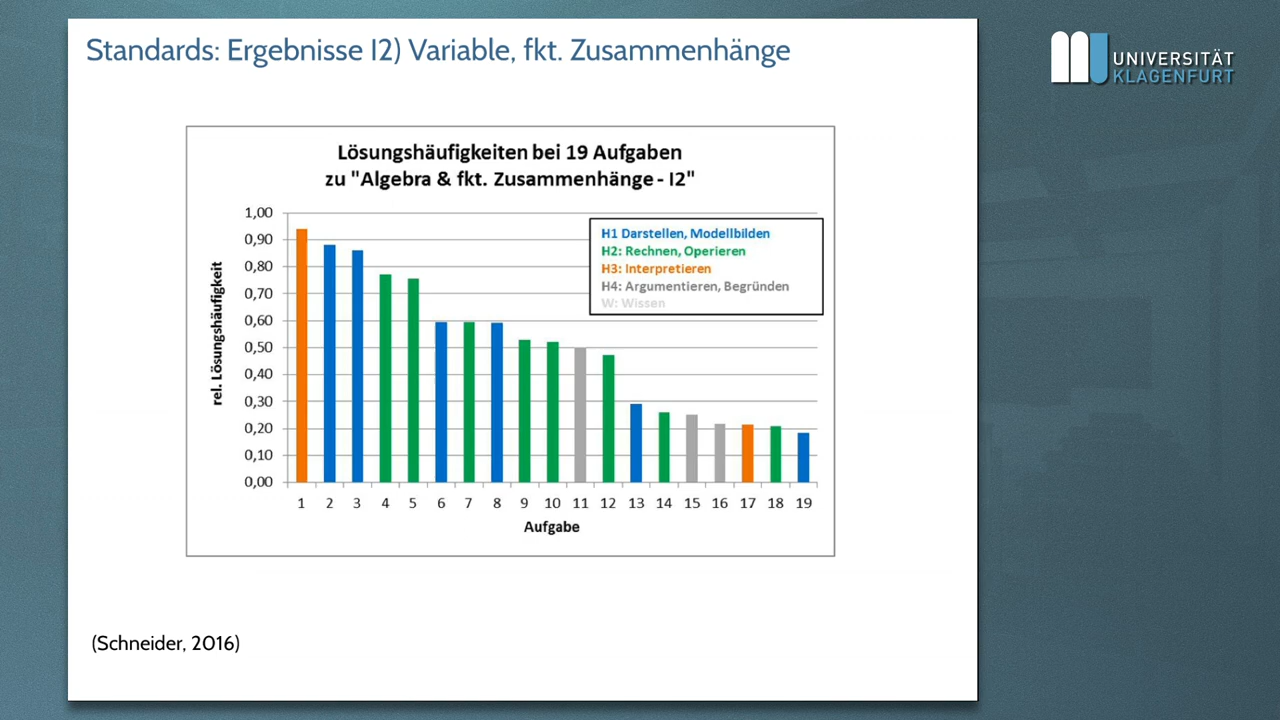 Standards: Ergebnisse I2) Variable, fkt. Zusammenhänge
UNIVERSITÄT
KLAGENFURT
Lösungshäufigkeiten bei 19 Aufgaben
zu "Algebra & fkt. Zusammenhänge - I2"
H1 Darstellen, Modellbilden
H2: Rechnen, Operieren
H3: Interpretieren
H4: Argumentieren, Begründen
W: Wissen
rel. Lösungshäufigkeit
1,00
0,90
0,80
0,70
0,60
0,50
0,40
0,30
0,20
0,10
0,00
1 2 3 4 5 6 7 8 9 10 11 12 13 14 15 16 17 18 19
Aufgabe
(Schneider, 2016)